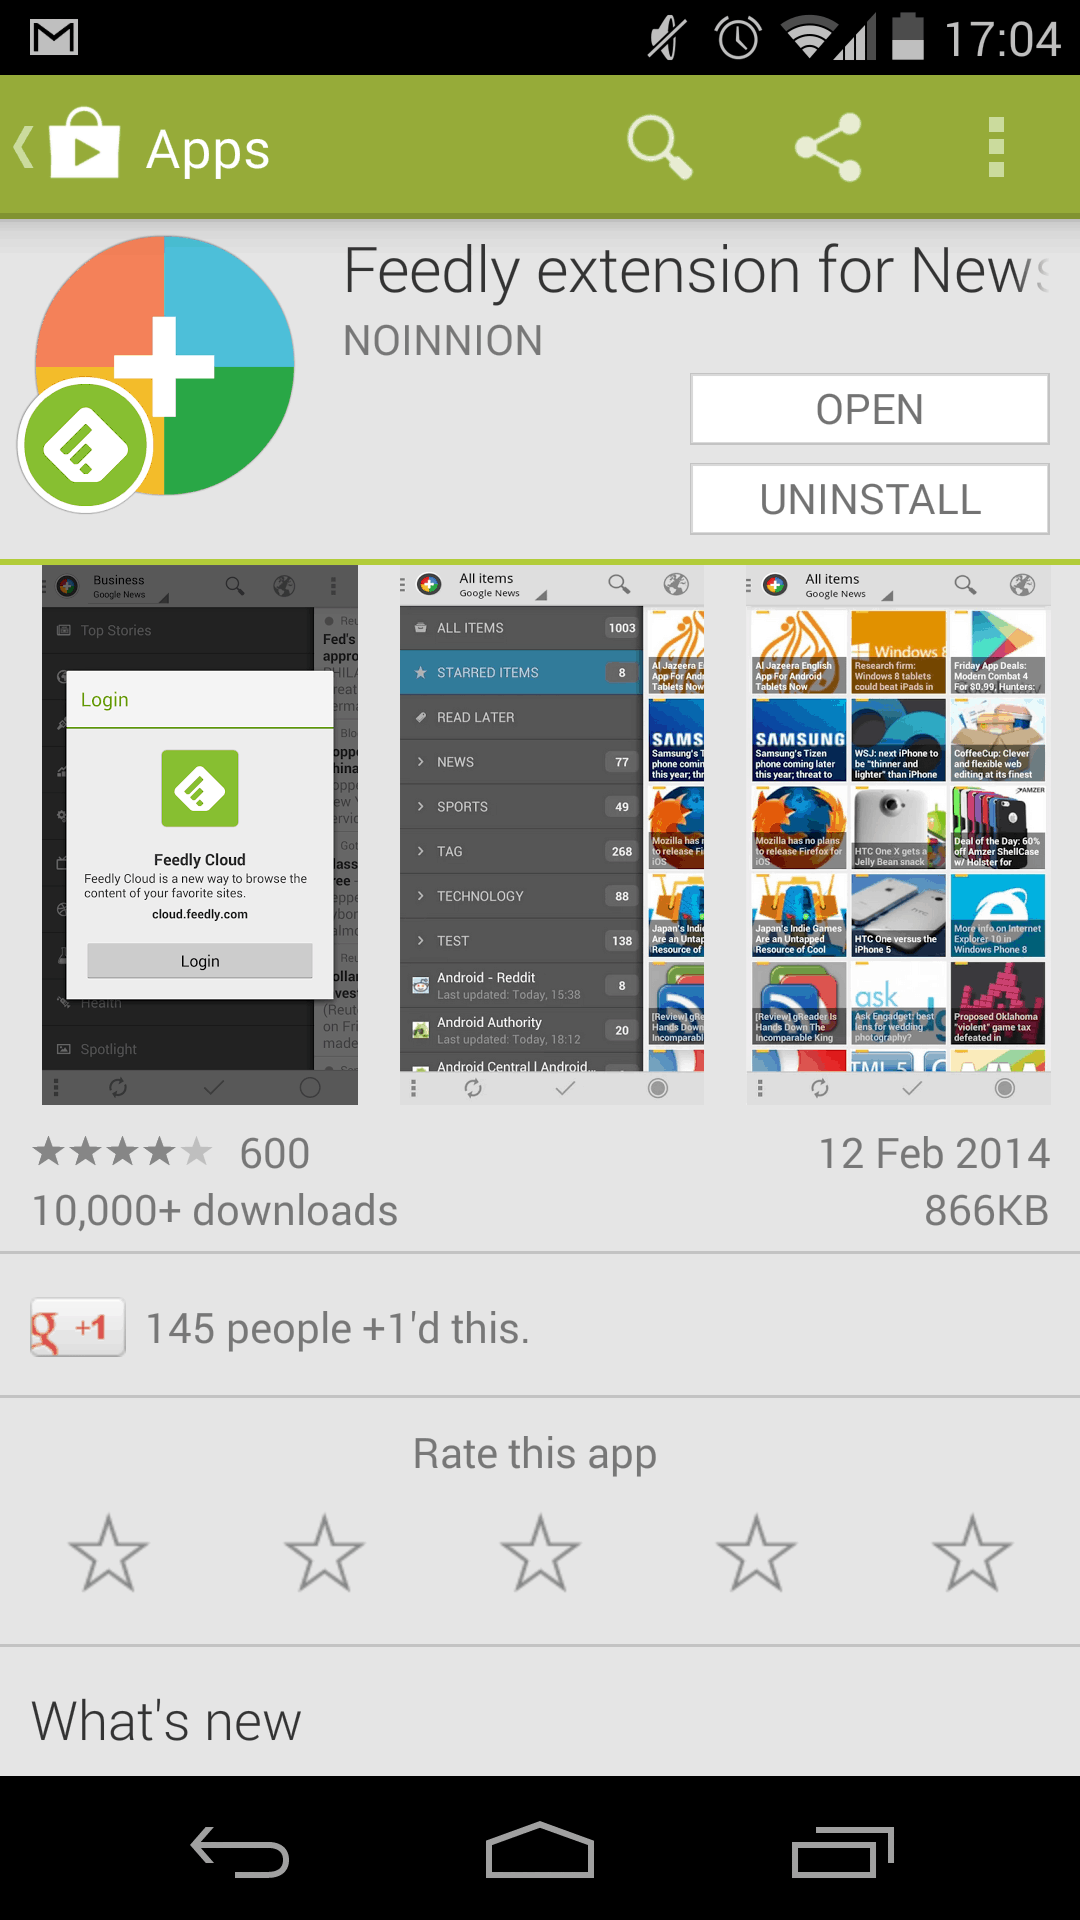 17:04
Apps
Feedly extension for News
NOINNION
OPEN
UNINSTALL
Business
Google News
Top Stories
Login
Feedly Cloud
Feedly Cloud is a new way to browse the
content of your favorite sites.
cloud.feedly.com
Login
Health
Spotlight
All items
Google News
ALL ITEMS 1003
STARRED ITEMS 8
READ LATER
NEWS 77
SPORTS 49
TAG 268
TECHNOLOGY 88
TEST 138
Android - Reddit 8
Last updated: Today, 15:38
Android Authority 20
Last updated: Today, 18:12
Android Central | Android...
All items
Google News
Al Jazeera English
App For Android
Tablets Now
Windows 8
Research firm:
Windows 8 tablets
could beat iPads in
Friday App Deals:
Modern Combat 4
For $0.99, Hunters:
SAMSUNG
Samsung's Tizen
phone coming later
this year; threat to
WSJ: next iPhone to
be "thinner and
lighter" than iPhone
CoffeeCup: Clever
and flexible web
editing at its finest
Mozilla has no plans
to release Firefox for
iOS
HTC One X gets a
Jelly Bean snack
AMZER
Deal of the Day: 60%
off Amzer ShellCase
w/ Holster for
Japan's Indie Games
Are an Untapped
Resource of Cool
HTC One versus the
iPhone 5
More info on Internet
Explorer 10 in
Windows Phone 8
[Review] gReader Is
Hands Down The
Incomparable King
ask
Ask Engadget: best
lens for wedding
photography?
Proposed Oklahoma
"violent" game tax
defeated in
600
12 Feb 2014
10,000+ downloads
866KB
g +1
145 people +1'd this.
Rate this app
What's new